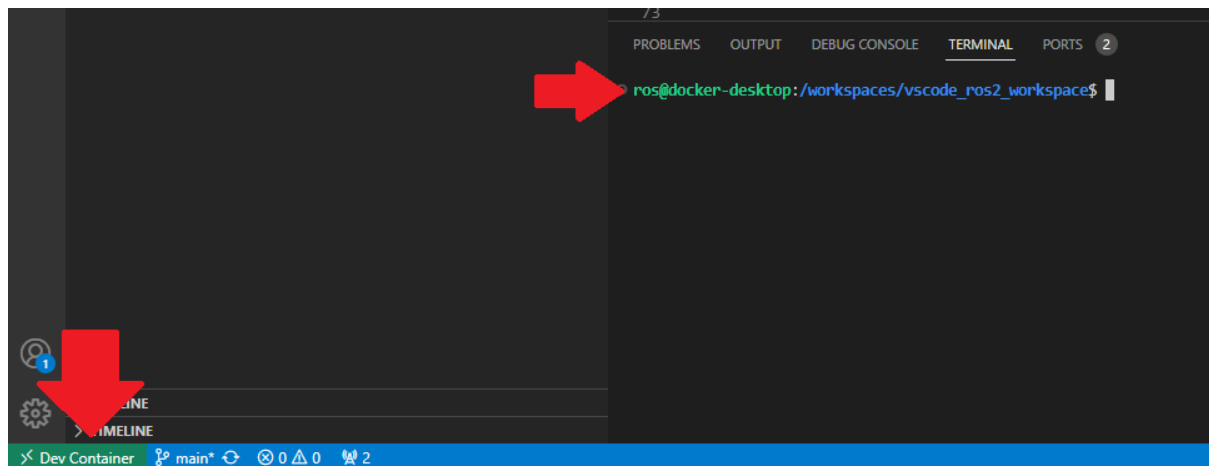 73
PROBLEMS OUTPUT DEBUG CONSOLE TERMINAL PORTS 2
ros@docker-desktop:/workspaces/vscode_ros2_workspace$
1
INE
TIMELINE
Dev Container main* 0 0 2